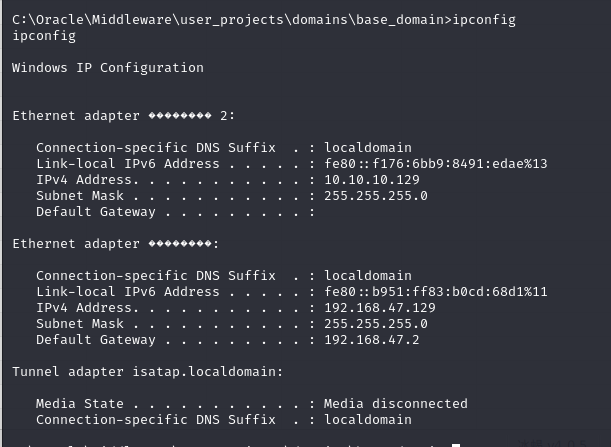 C:\Oracle\Middleware\user_projects\domains\base_domain>ipconfig
ipconfig
Windows IP Configuration
Ethernet adapter ��������� 2:
Connection-specific DNS Suffix  . : localdomain
Link-local IPv6 Address . . . . . : fe80::f176:6bb9:8491:edae%13
IPv4 Address. . . . . . . . . . . : 10.10.10.129
Subnet Mask . . . . . . . . . . . : 255.255.255.0
Default Gateway . . . . . . . . . :
Ethernet adapter ���������:
Connection-specific DNS Suffix  . : localdomain
Link-local IPv6 Address . . . . . : fe80::b951:ff83:b0cd:68d1%11
IPv4 Address. . . . . . . . . . . : 192.168.47.129
Subnet Mask . . . . . . . . . . . : 255.255.255.0
Default Gateway . . . . . . . . . : 192.168.47.2
Tunnel adapter isatap.localdomain:
Media State . . . . . . . . . . . : Media disconnected
Connection-specific DNS Suffix  . : localdomain